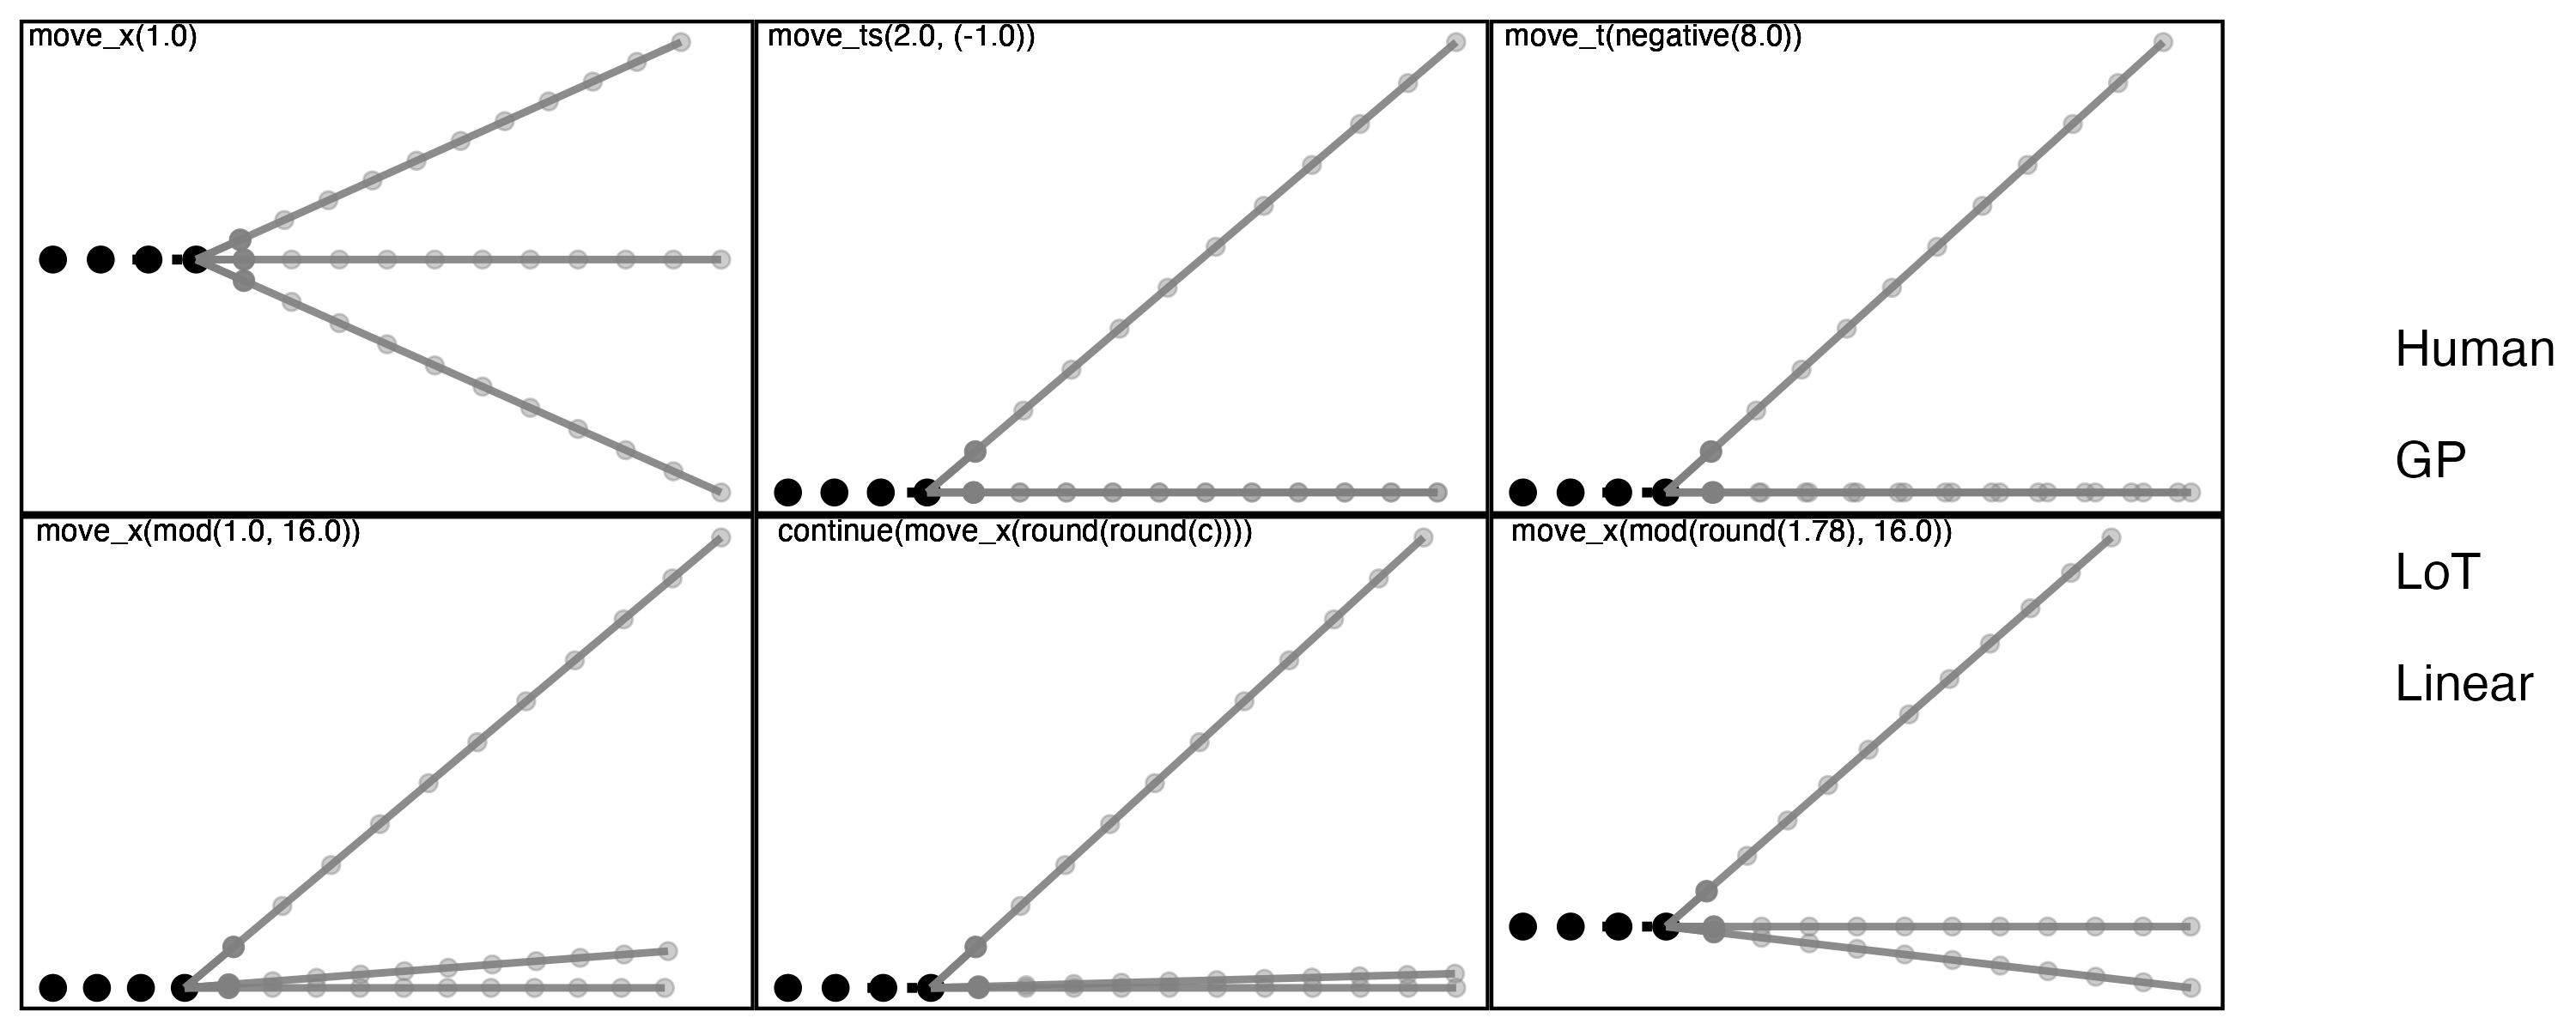 move_x(1.0)
move_ts(2.0, (-1.0))
move_t(negative(8.0))
move_x(mod(1.0, 16.0))
continue(move_x(round(round(c))))
move_x(mod(round(1.78), 16.0))
Human
GP
LoT
Linear